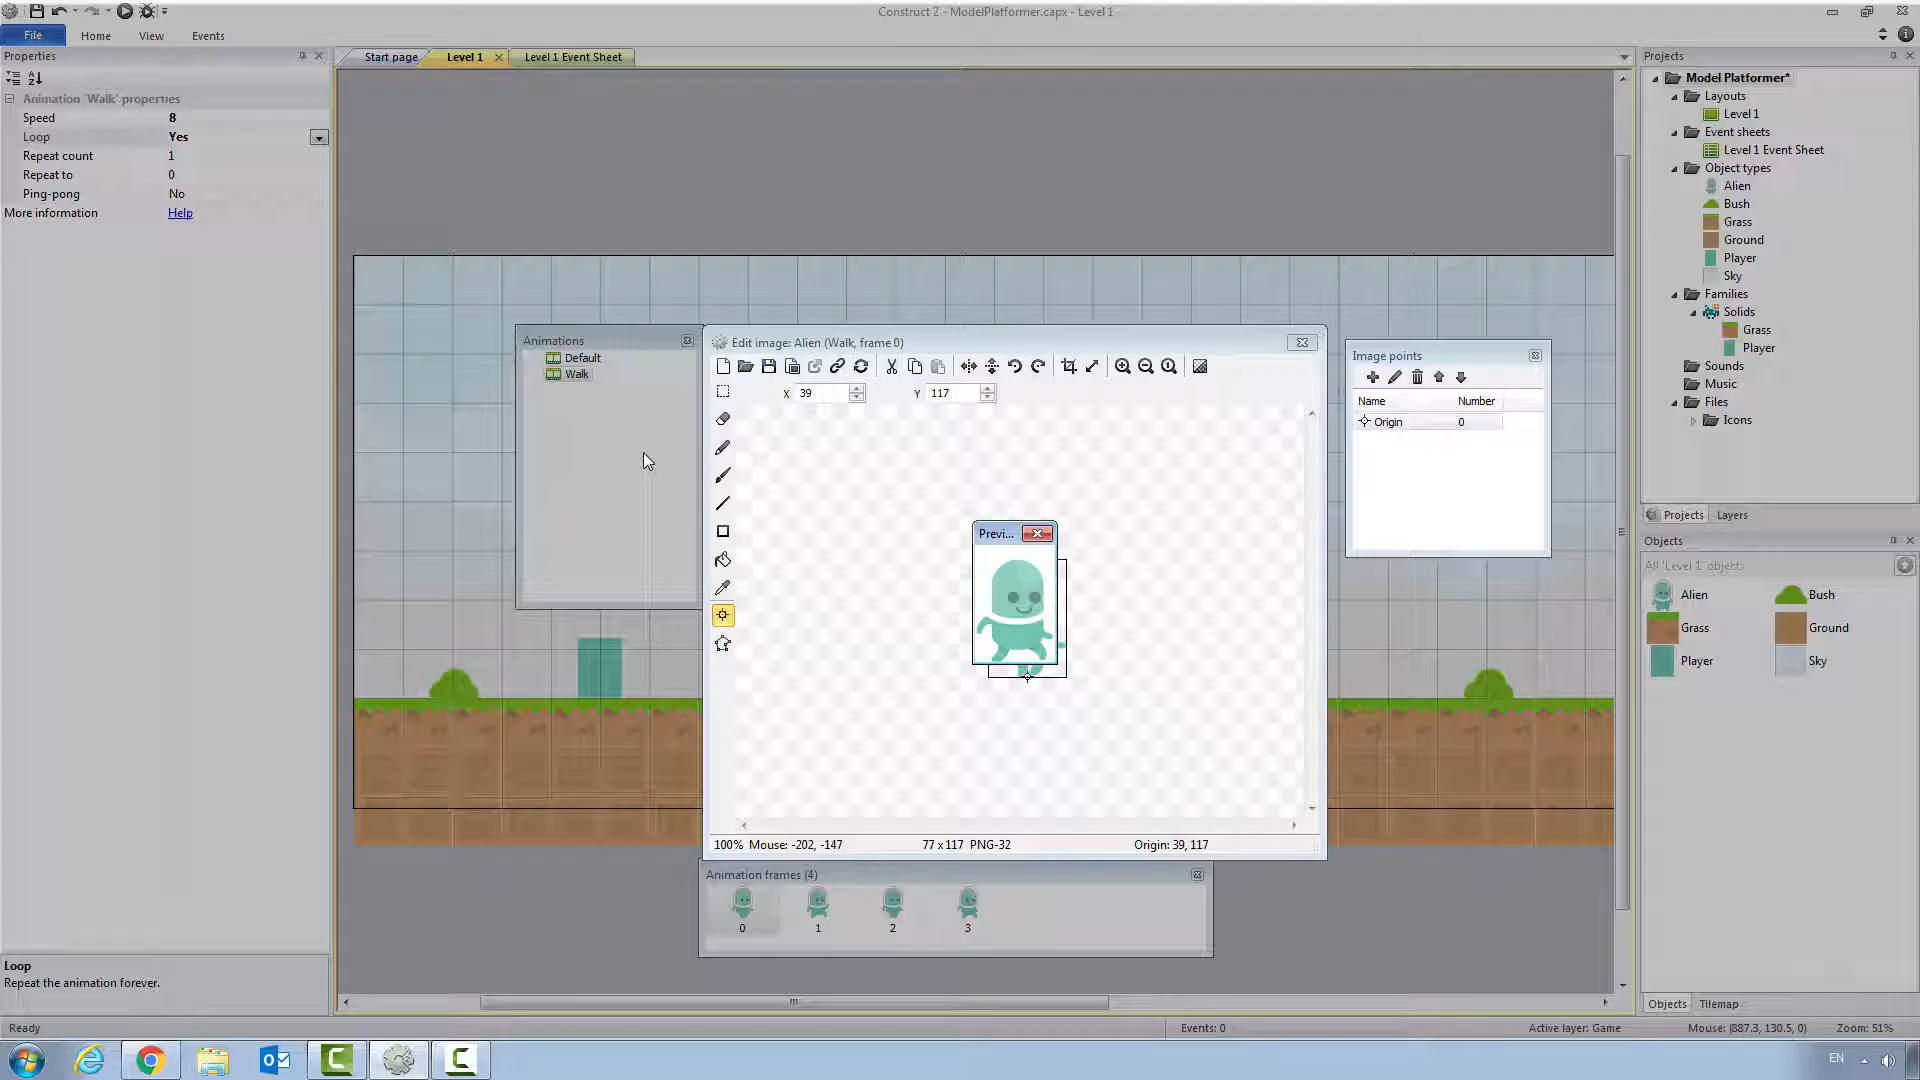 Construct 2 - ModelPlatformer.capx - Level 1
File
Home
View
Events
Properties
Animation 'Walk' properties
Speed 8
Loop Yes
Repeat count 1
Repeat to 0
Ping-pong No
More information Help
Loop
Repeat the animation forever.
Start page
Level 1
Level 1 Event Sheet
Animations
Default
Walk
Edit image: Alien (Walk, frame 0)
X 39
Y 117
Previ...
100% Mouse: -202, -147
77 x 117 PNG-32
Origin: 39, 117
Image points
Name Number
Origin 0
Animation frames (4)
0
1
2
3
Projects
Model Platformer*
Layouts
Level 1
Event sheets
Level 1 Event Sheet
Object types
Alien
Bush
Grass
Ground
Player
Sky
Families
Solids
Grass
Player
Sounds
Music
Files
Icons
Projects
Layers
Objects
All 'Level 1' objects
Alien
Bush
Grass
Ground
Player
Sky
Objects
Tilemap
Ready
Events: 0
Active layer: Game
Mouse: (887.3, 130.5, 0)
Zoom: 51%
EN